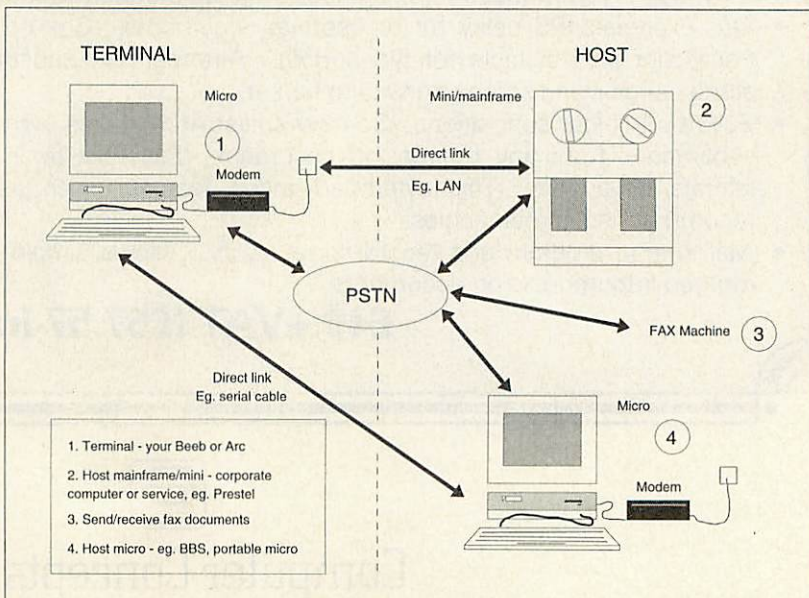 TERMINAL
HOST
Micro
1
Modem
Mini/mainframe
2
Direct link
Eg. LAN
PSTN
FAX Machine
3
Direct link
Eg. serial cable
Micro
4
Modem
1. Terminal - your Beeb or Arc
2. Host mainframe/mini - corporate
computer or service, eg. Prestel
3. Send/receive fax documents
4. Host micro - eg. BBS, portable micro